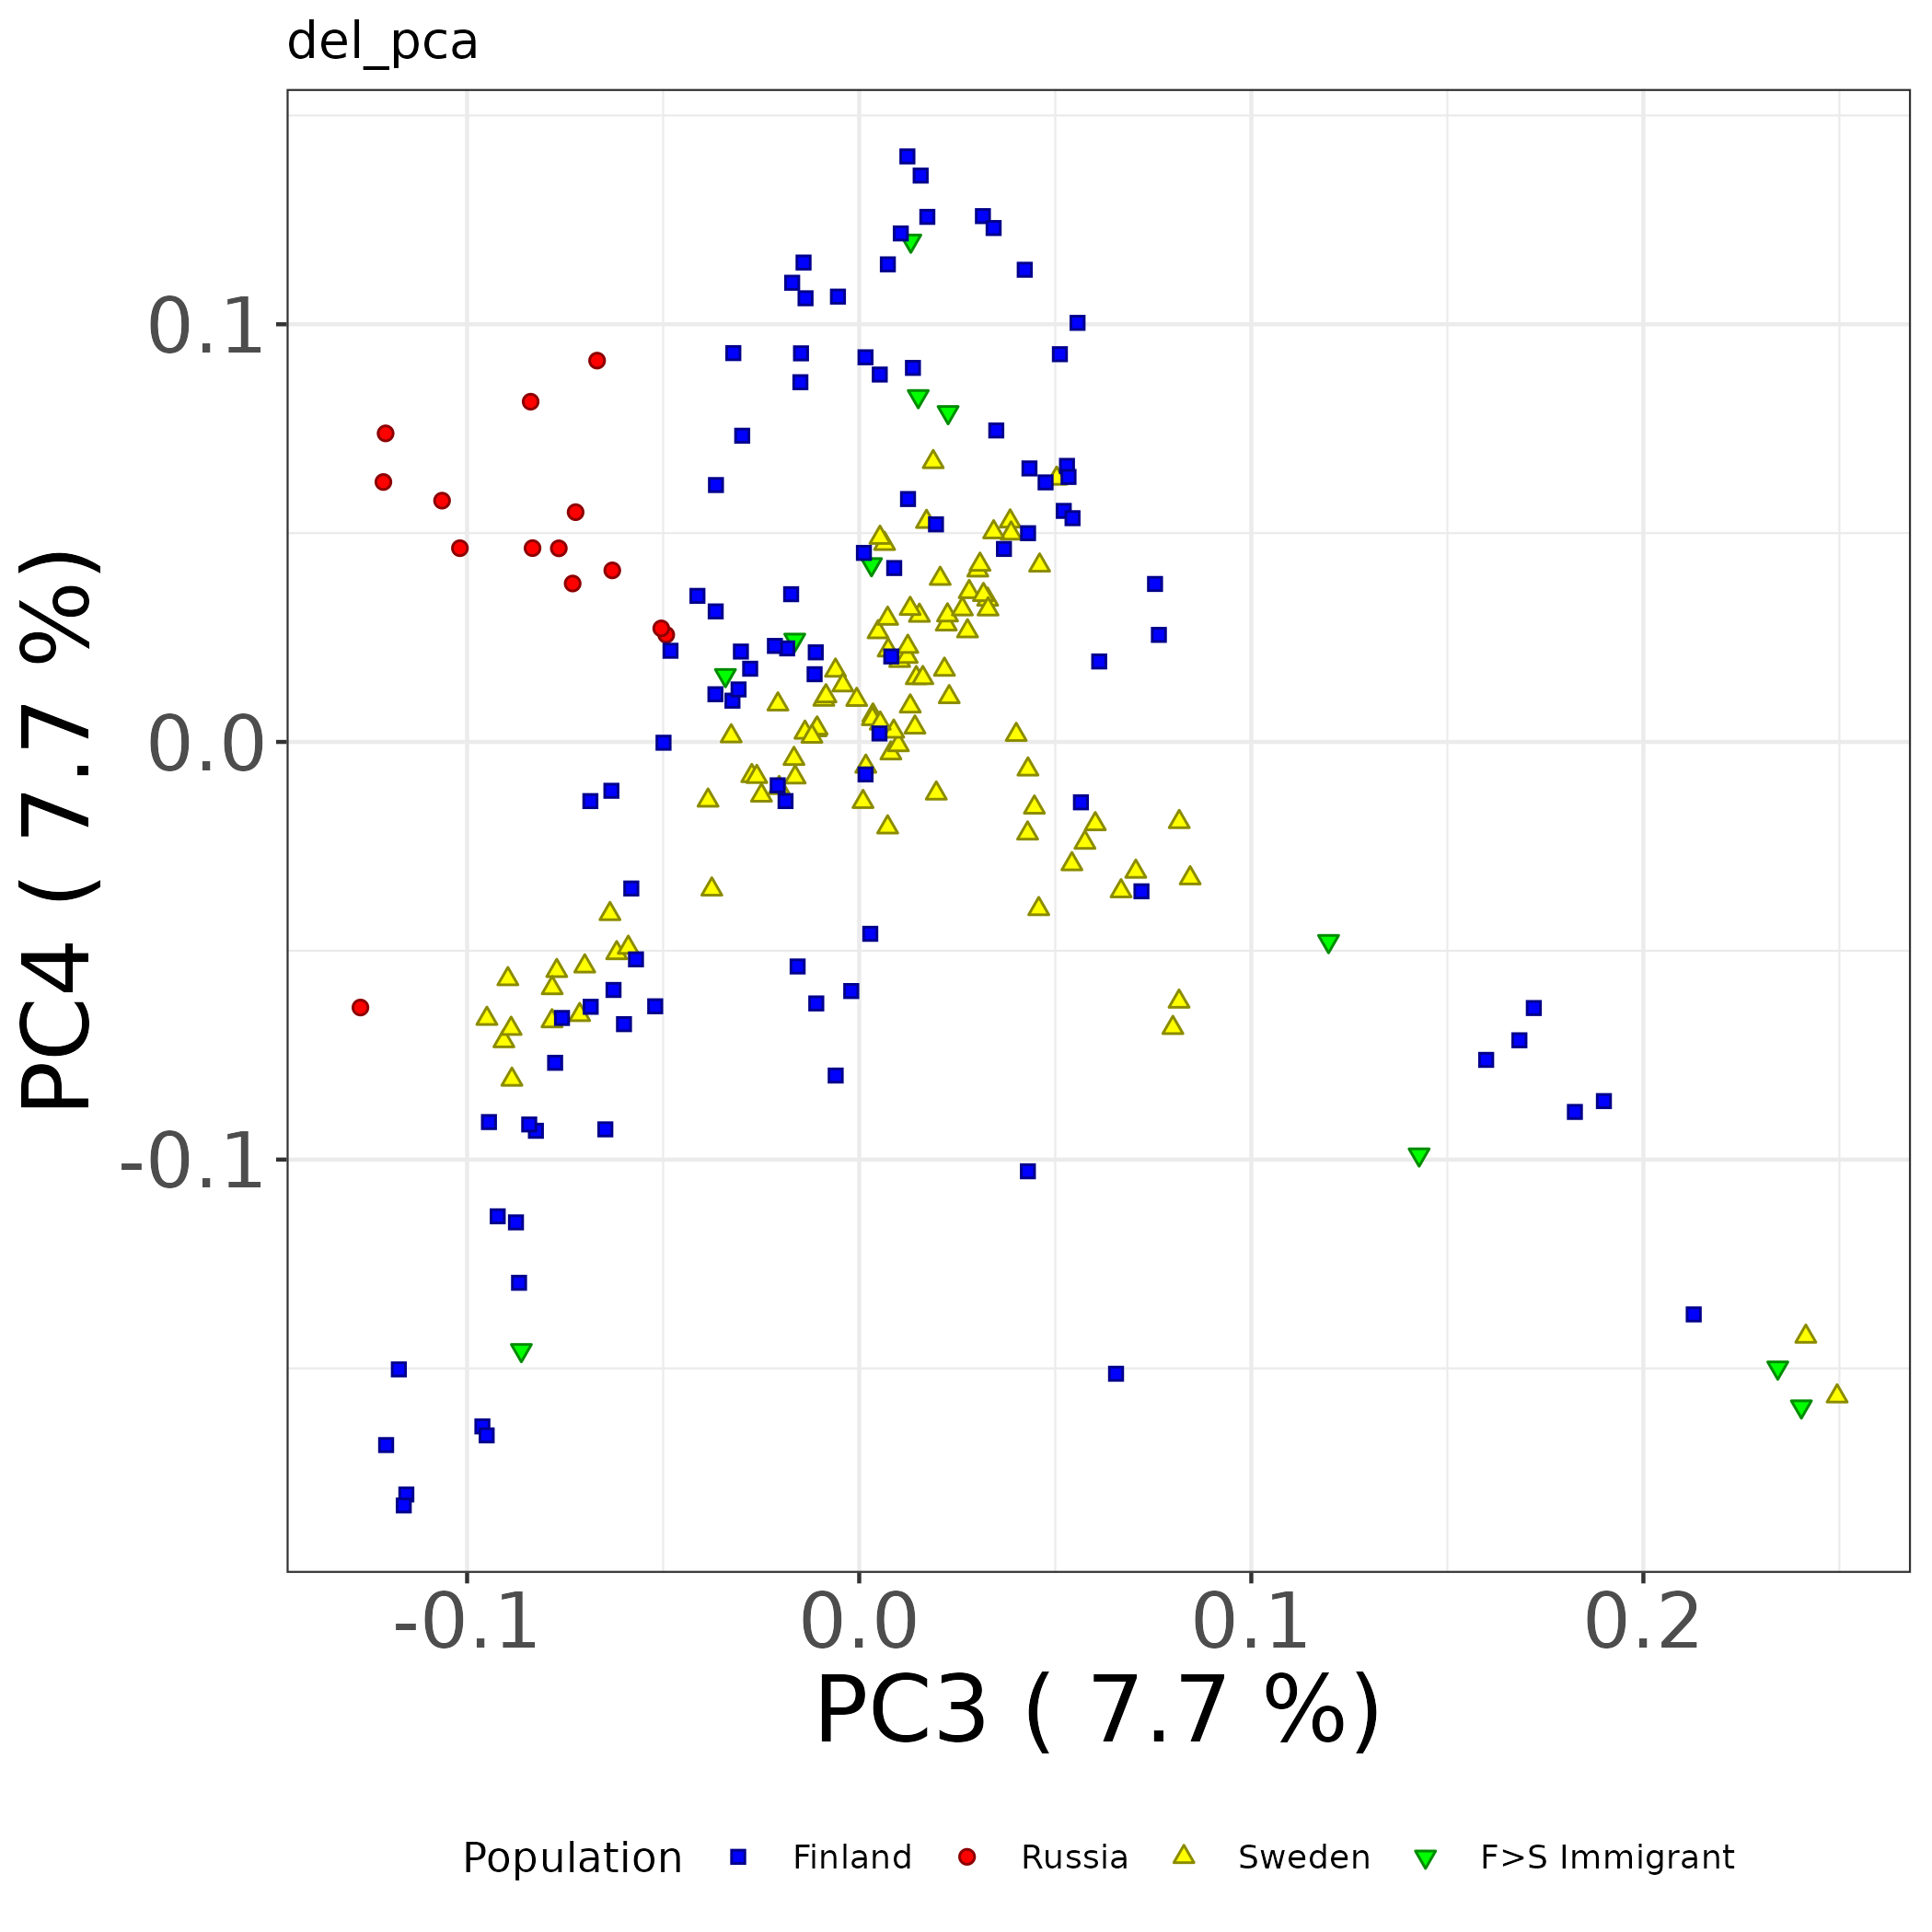 del_pca
PC4 ( 7.7 %)
0.1
0.0
-0.1
-0.1 0.0 0.1 0.2
PC3 ( 7.7 %)
Population Finland Russia Sweden F>S Immigrant